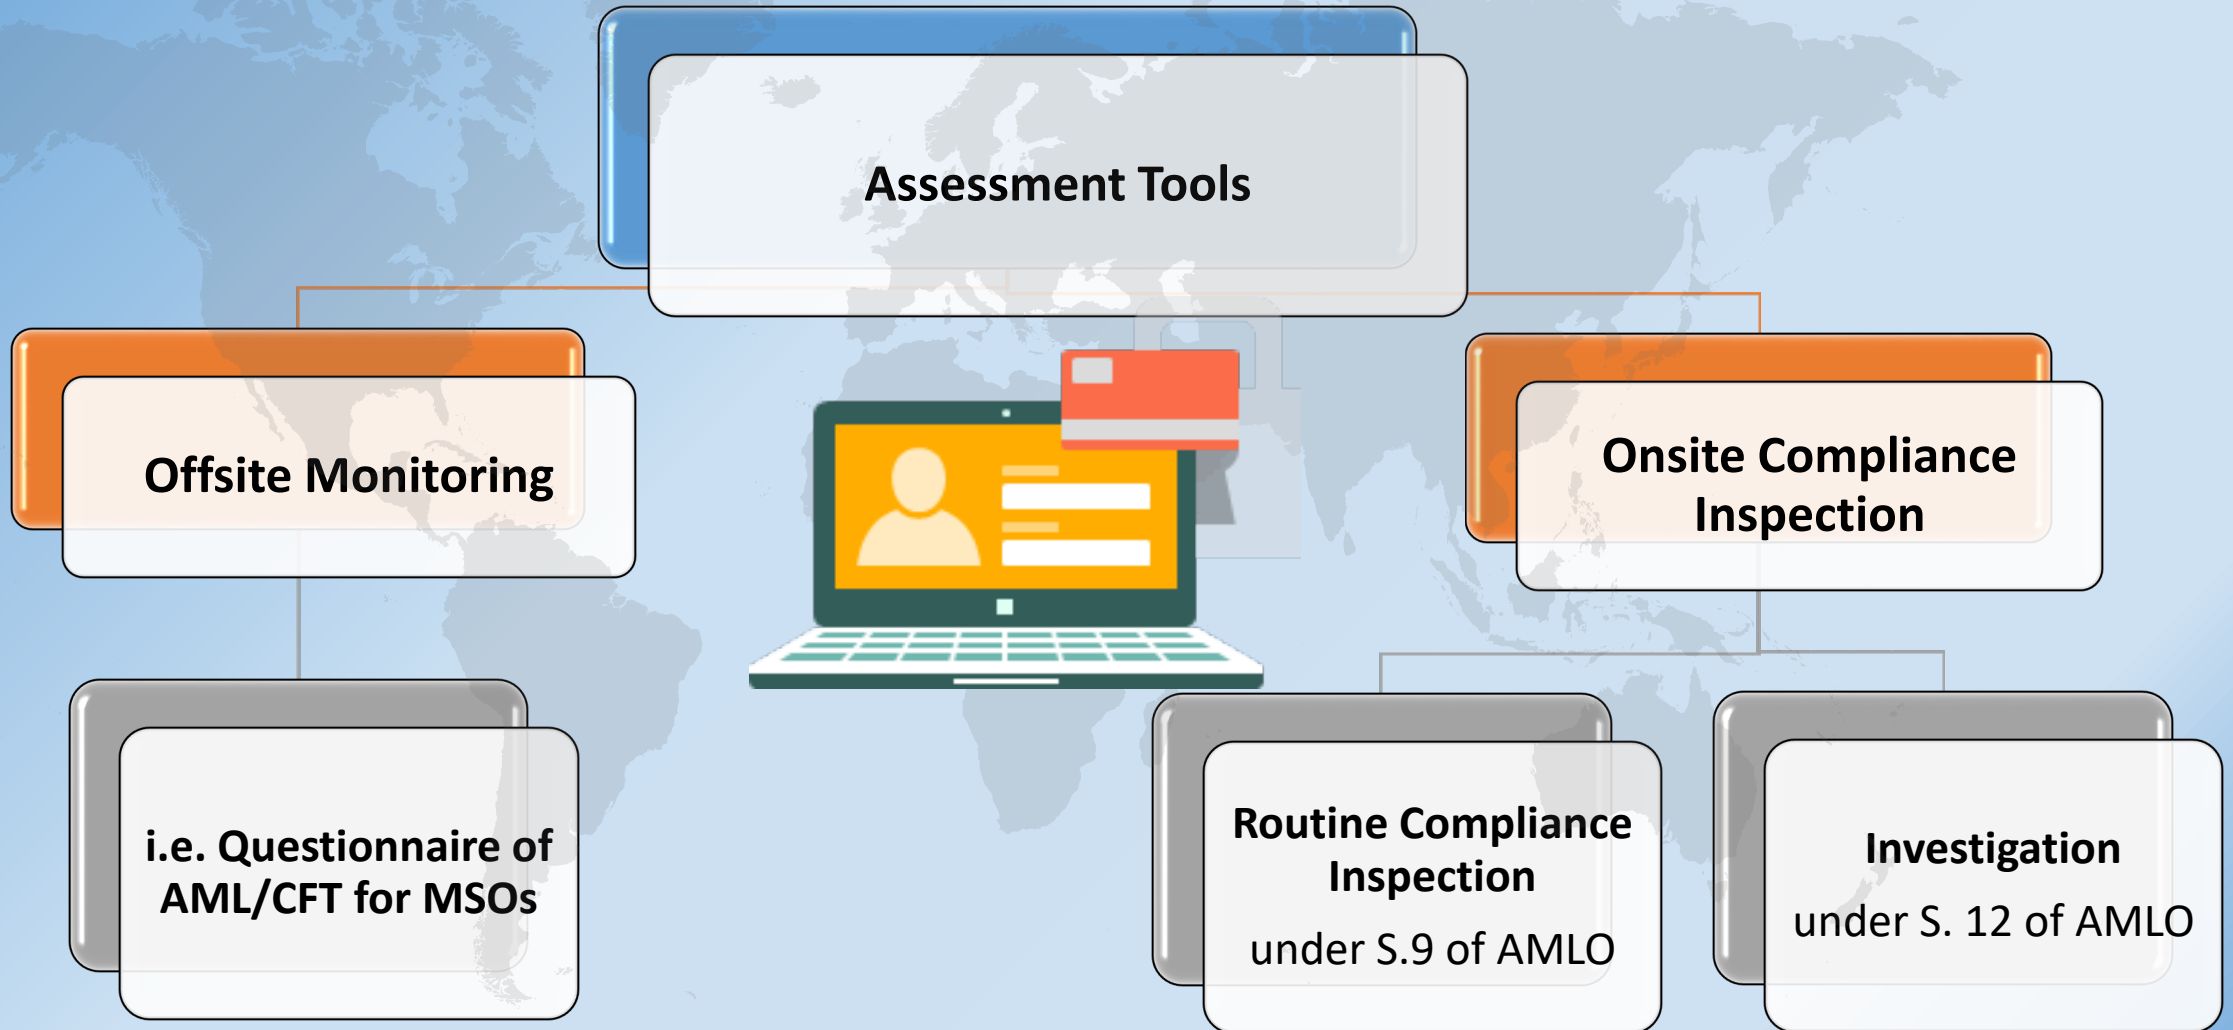 Assessment Tools
Offsite Monitoring
Onsite Compliance
Inspection
i.e. Questionnaire of
AML/CFT for MSOs
Routine Compliance
Inspection
under S.9 of AMLO
Investigation
under S. 12 of AMLO